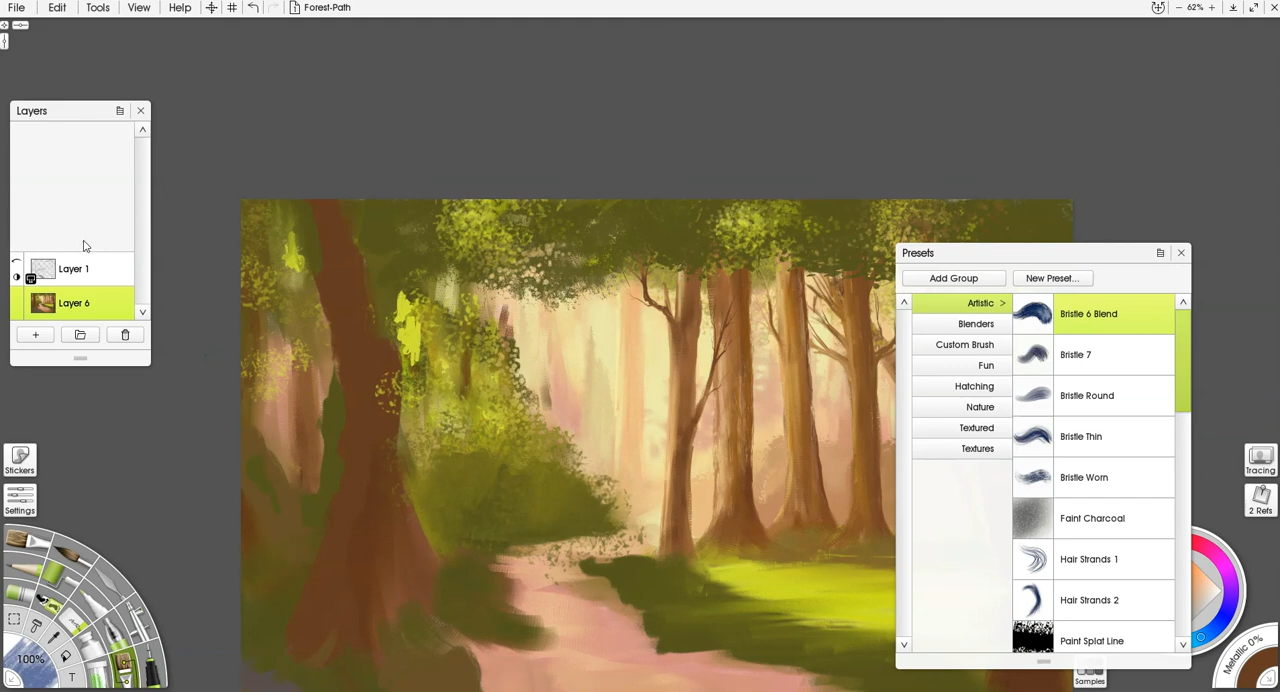 File Edit Tools View Help Forest-Path 62%
Layers
Layer 1
Layer 6
Presets
Add Group New Preset...
Artistic >
Blenders
Custom Brush
Fun
Hatching
Nature
Textured
Textures
Bristle 6 Blend
Bristle 7
Bristle Round
Bristle Thin
Bristle Worn
Faint Charcoal
Hair Strands 1
Hair Strands 2
Paint Splat Line
Stickers
Settings
100%
T
Tracing
2 Refs
Metallic 0%
Samples